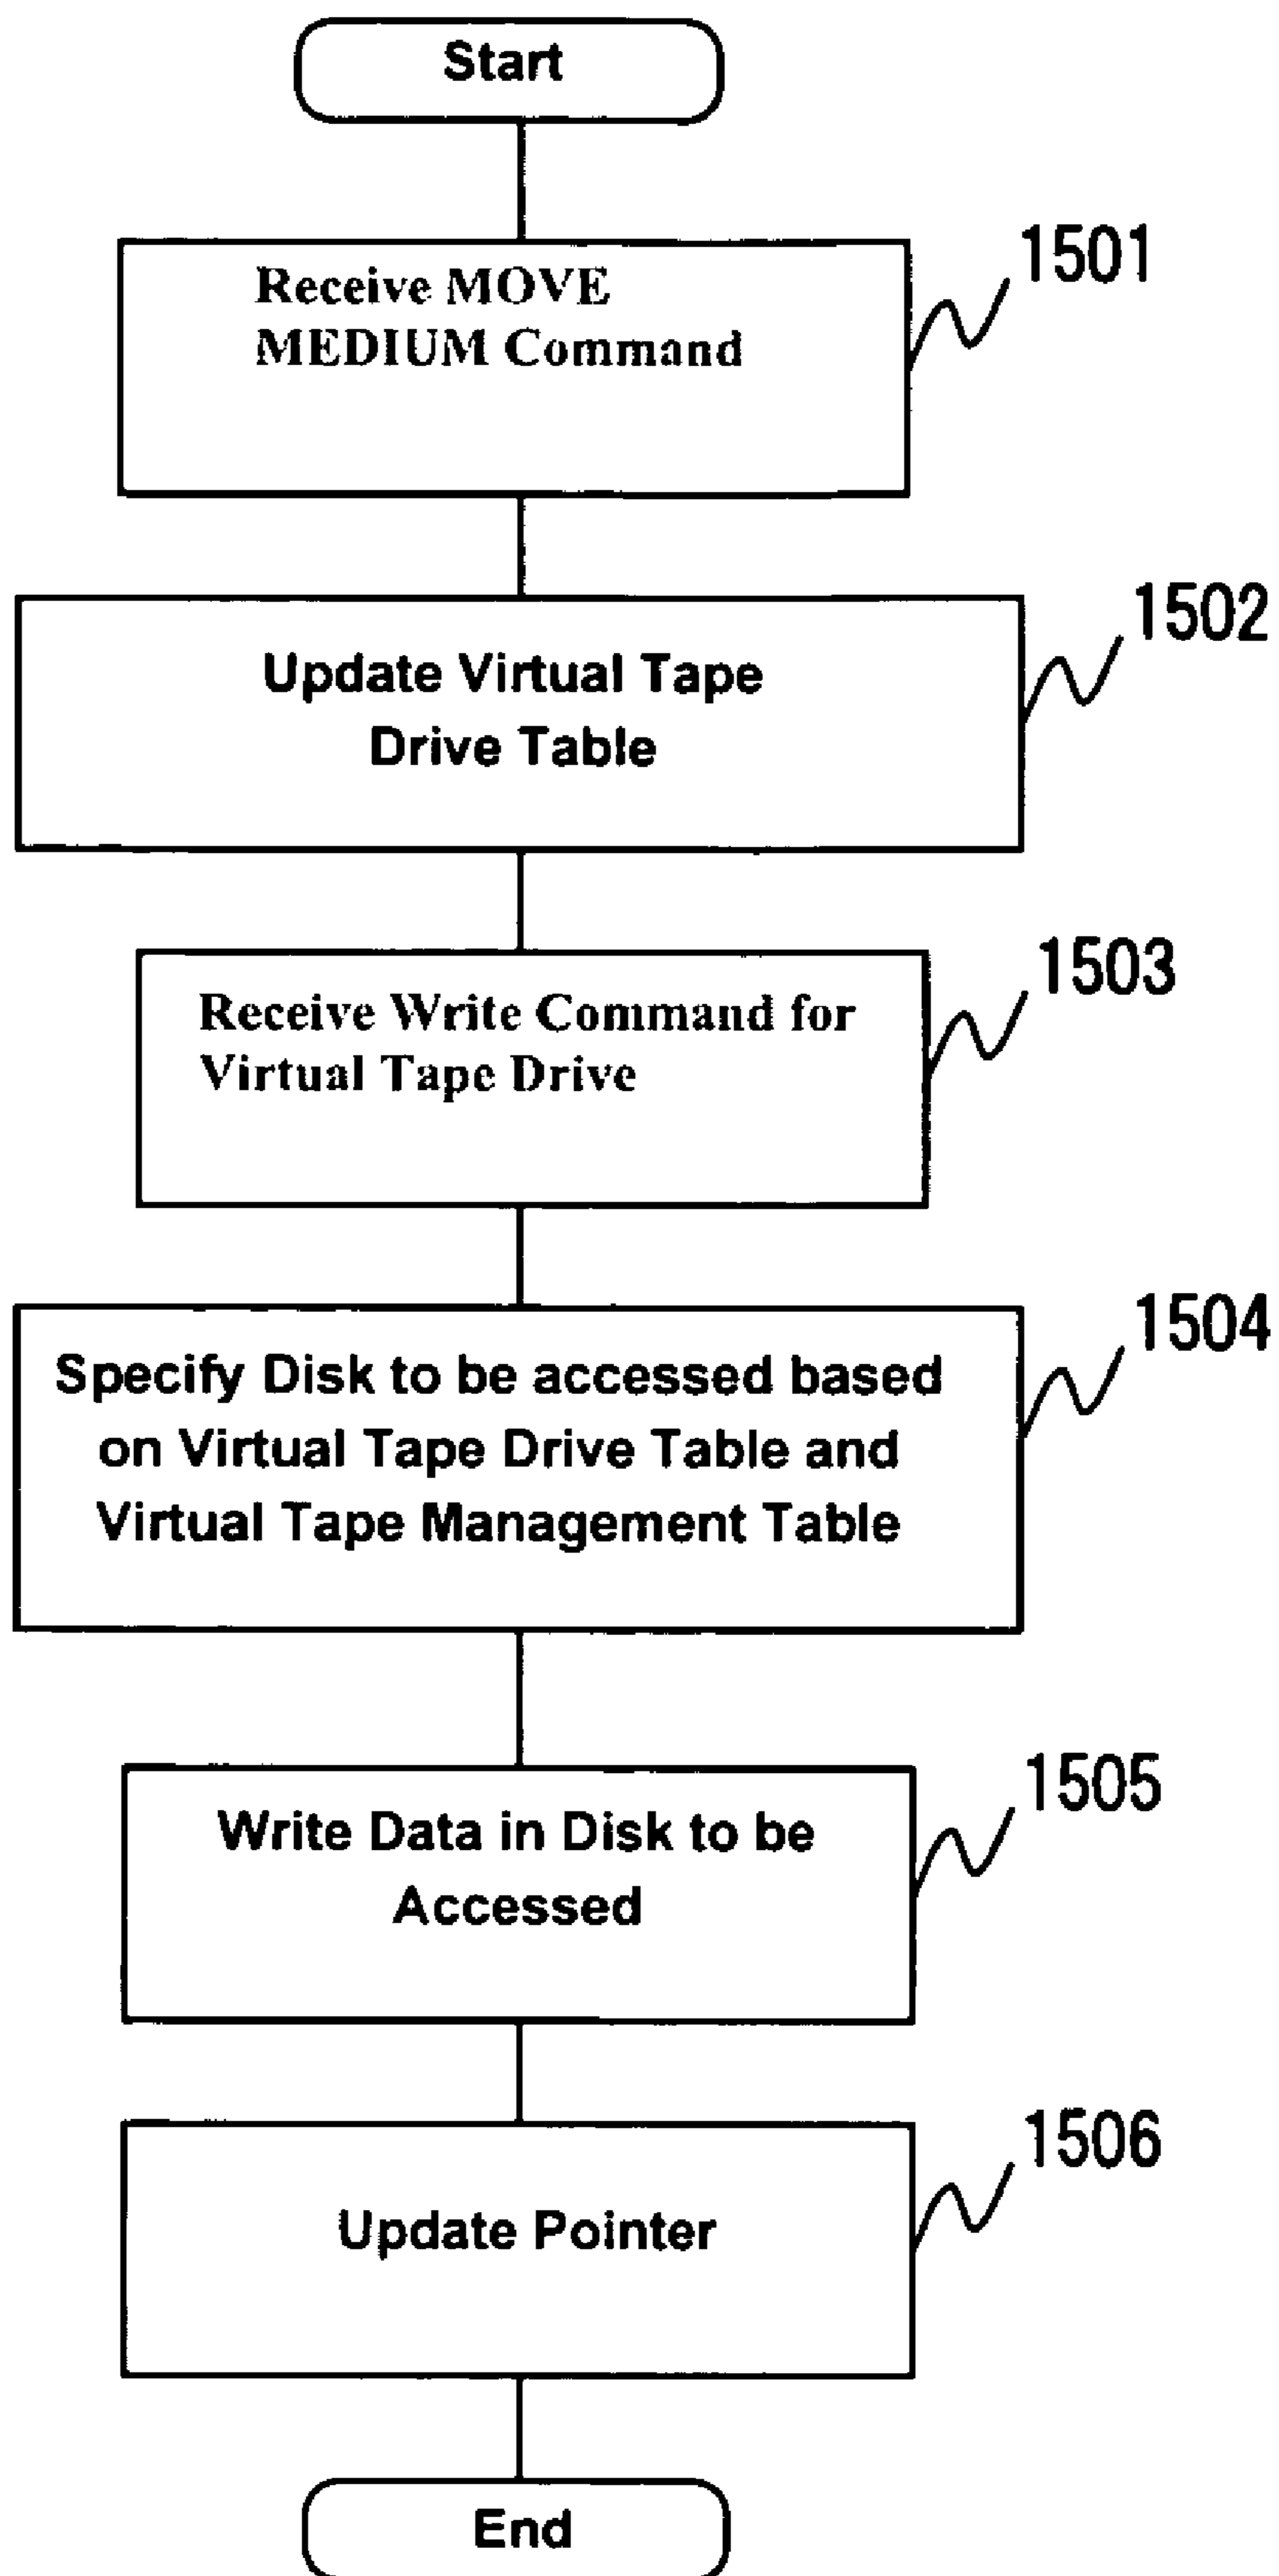 Start
1501
Receive MOVE
MEDIUM Command
1502
Update Virtual Tape
Drive Table
1503
Receive Write Command for
Virtual Tape Drive
1504
Specify Disk to be accessed based
on Virtual Tape Drive Table and
Virtual Tape Management Table
1505
Write Data in Disk to be
Accessed
1506
Update Pointer
End